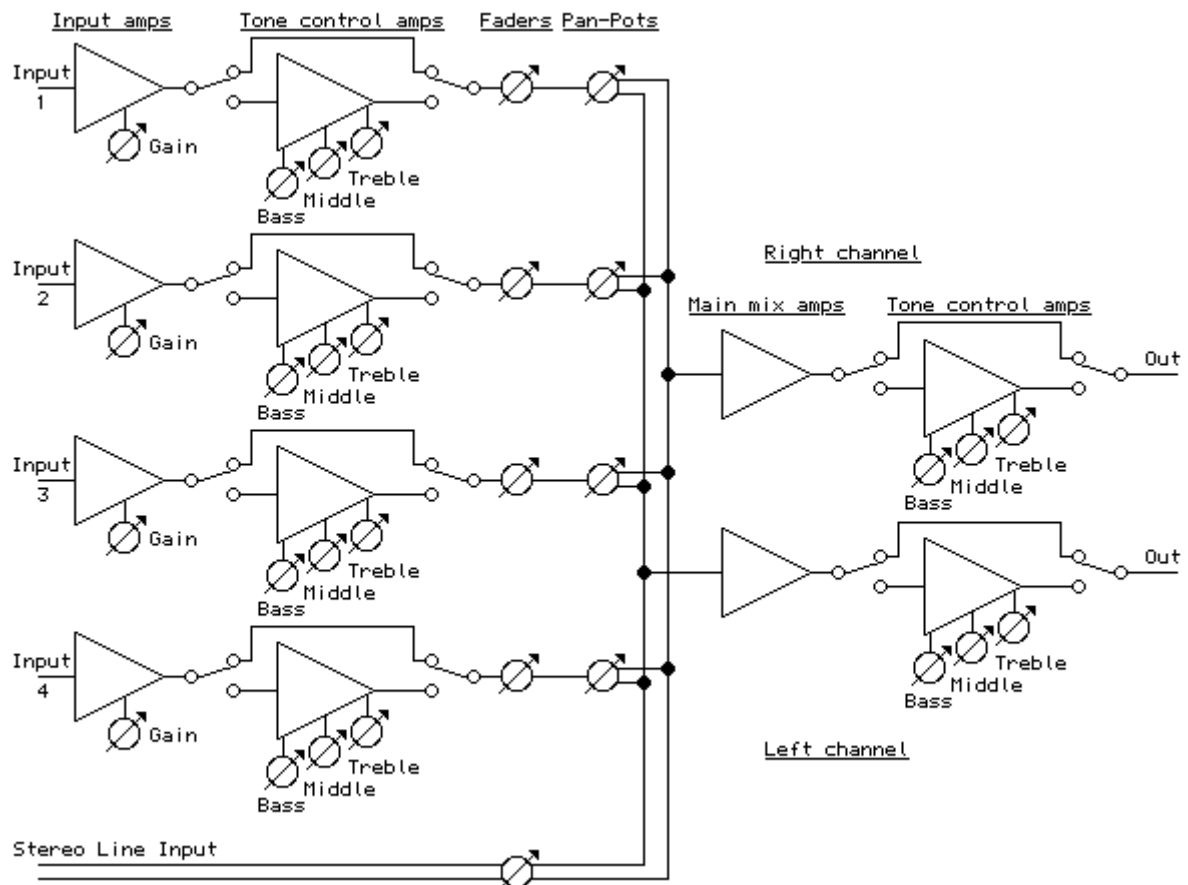 Input amps
Tone control amps
Faders
Pan-Pots
Input
1
Gain
Treble
Middle
Bass
Input
2
Gain
Treble
Middle
Bass
Right channel
Main mix amps
Tone control amps
Out
Treble
Middle
Bass
Input
3
Gain
Treble
Middle
Bass
Out
Treble
Middle
Bass
Input
4
Gain
Treble
Middle
Bass
Left channel
Stereo Line Input